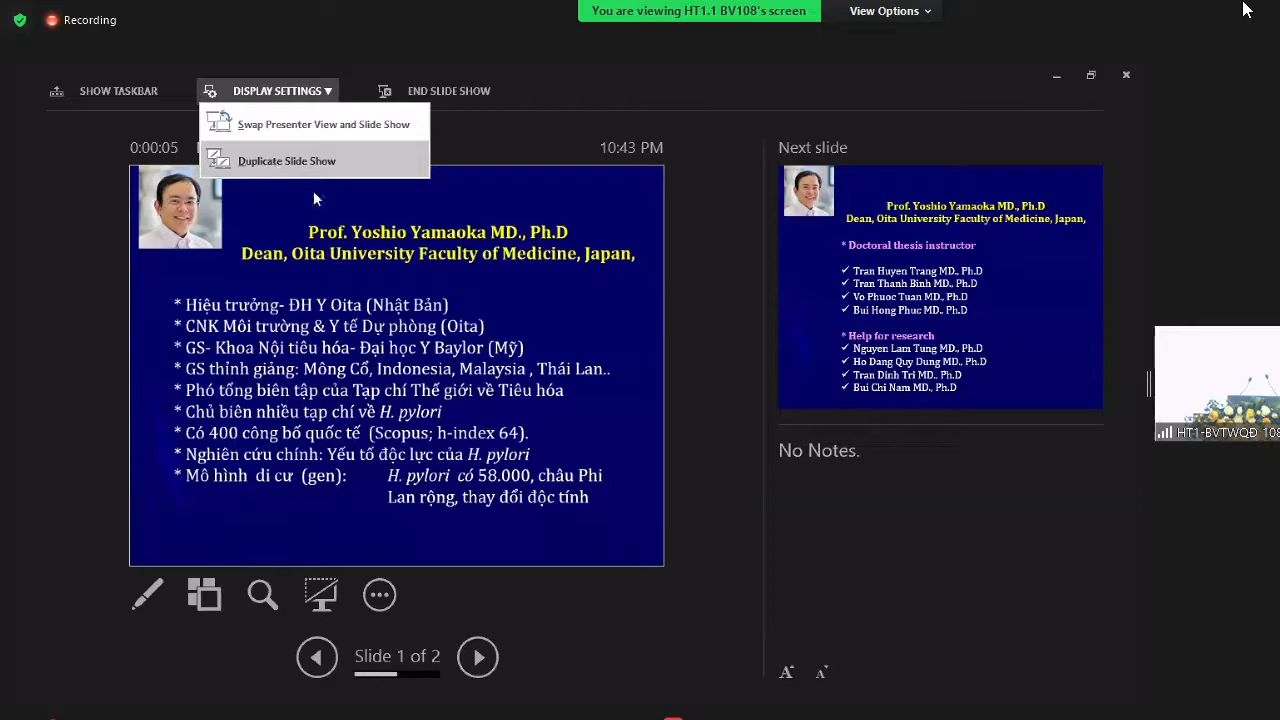 Recording
You are viewing HT1.1 BV108's screen
View Options
SHOW TASKBAR
DISPLAY SETTINGS ▼
END SLIDE SHOW
Swap Presenter View and Slide Show
Duplicate Slide Show
0:00:05
10:43 PM
Prof. Yoshio Yamaoka MD., Ph.D
Dean, Oita University Faculty of Medicine, Japan,
* Hiệu trưởng- ĐH Y Oita (Nhật Bản)
* CNK Môi trường & Y tế Dự phòng (Oita)
* GS- Khoa Nội tiêu hóa- Đại học Y Baylor (Mỹ)
* GS thỉnh giảng: Mông Cổ, Indonesia, Malaysia , Thái Lan..
* Phó tổng biên tập của Tạp chí Thế giới về Tiêu hóa
* Chủ biên nhiều tạp chí về H. pylori
* Có 400 công bố quốc tế (Scopus; h-index 64).
* Nghiên cứu chính: Yếu tố độc lực của H. pylori
* Mô hình di cư (gen): H. pylori có 58.000, châu Phi
Lan rộng, thay đổi độc tính
Slide 1 of 2
Next slide
Prof. Yoshio Yamaoka MD., Ph.D
Dean, Oita University Faculty of Medicine, Japan,
* Doctoral thesis instructor
✓ Tran Huyen Trang MD., Ph.D
✓ Tran Thanh Binh MD., Ph.D
✓ Vo Phuoc Tuan MD., Ph.D
✓ Bui Hong Phuc MD., Ph.D
* Help for research
✓ Nguyen Lam Tung MD., Ph.D
✓ Ho Dang Quy Dung MD., Ph.D
✓ Tran Dinh Tri MD., Ph.D
✓ Bui Chi Nam MD., Ph.D
No Notes.
A A
HT1-BVTWQĐ 108